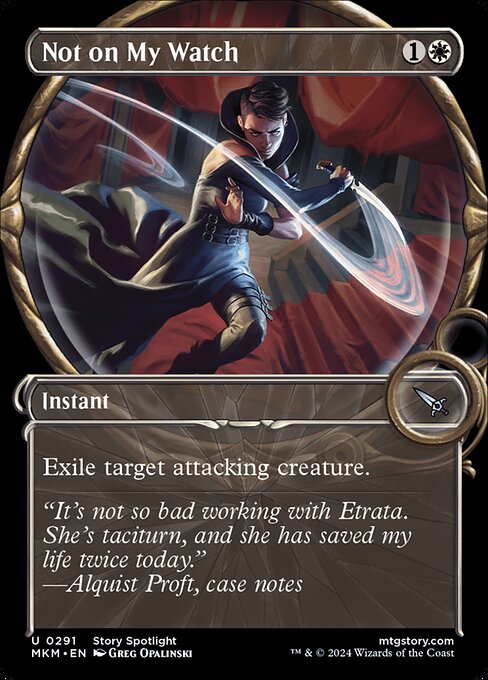 Not on My Watch 1
Instant
Exile target attacking creature.
“It’s not so bad working with Etrata.
She’s taciturn, and she has saved my
life twice today.”
—Alquist Proft, case notes
U 0291 Story Spotlight mtgstory.com
MKM • EN Greg Opalinski ™ & © 2024 Wizards of the Coast